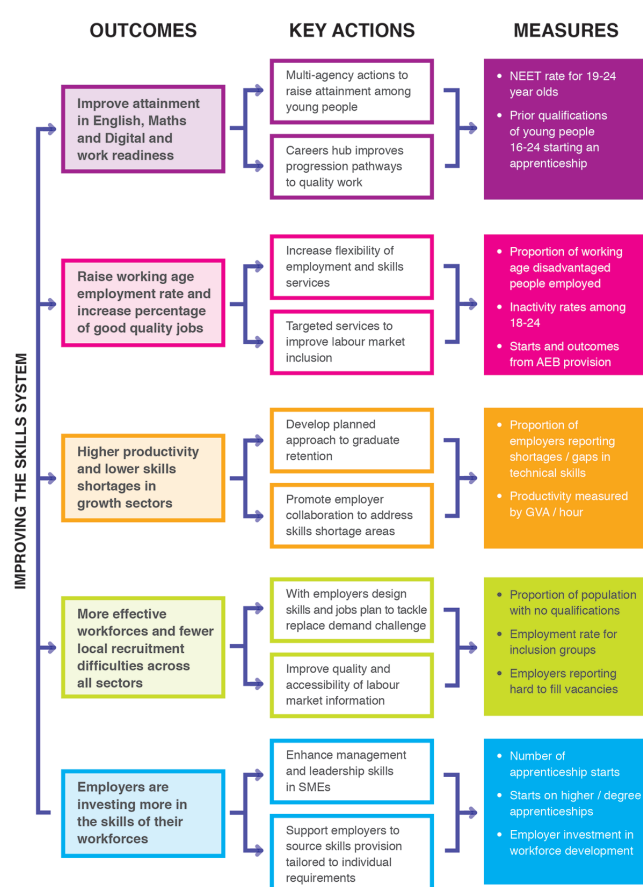 OUTCOMES
KEY ACTIONS
MEASURES
IMPROVING THE SKILLS SYSTEM
Improve attainment
in English, Maths
and Digital and
work readiness
Multi-agency actions to
raise attainment among
young people
Careers hub improves
progression pathways
to quality work
• NEET rate for 19-24
year olds
• Prior qualifications
of young people
16-24 starting an
apprenticeship
Raise working age
employment rate and
increase percentage
of good quality jobs
Increase flexibility of
employment and skills
services
Targeted services to
improve labour market
inclusion
• Proportion of working
age disadvantaged
people employed
• Inactivity rates among
18-24
• Starts and outcomes
from AEB provision
Higher productivity
and lower skills
shortages in
growth sectors
Develop planned
approach to graduate
retention
Promote employer
collaboration to address
skills shortage areas
• Proportion of
employers reporting
shortages / gaps in
technical skills
• Productivity measured
by GVA / hour
More effective
workforces and fewer
local recruitment
difficulties across
all sectors
With employers design
skills and jobs plan to tackle
replace demand challenge
Improve quality and
accessibility of labour
market information
• Proportion of population
with no qualifications
• Employment rate for
inclusion groups
• Employers reporting
hard to fill vacancies
Employers are
investing more in
the skills of their
workforces
Enhance management
and leadership skills
in SMEs
Support employers to
source skills provision
tailored to individual
requirements
• Number of
apprenticeship starts
• Starts on higher / degree
apprenticeships
• Employer investment in
workforce development